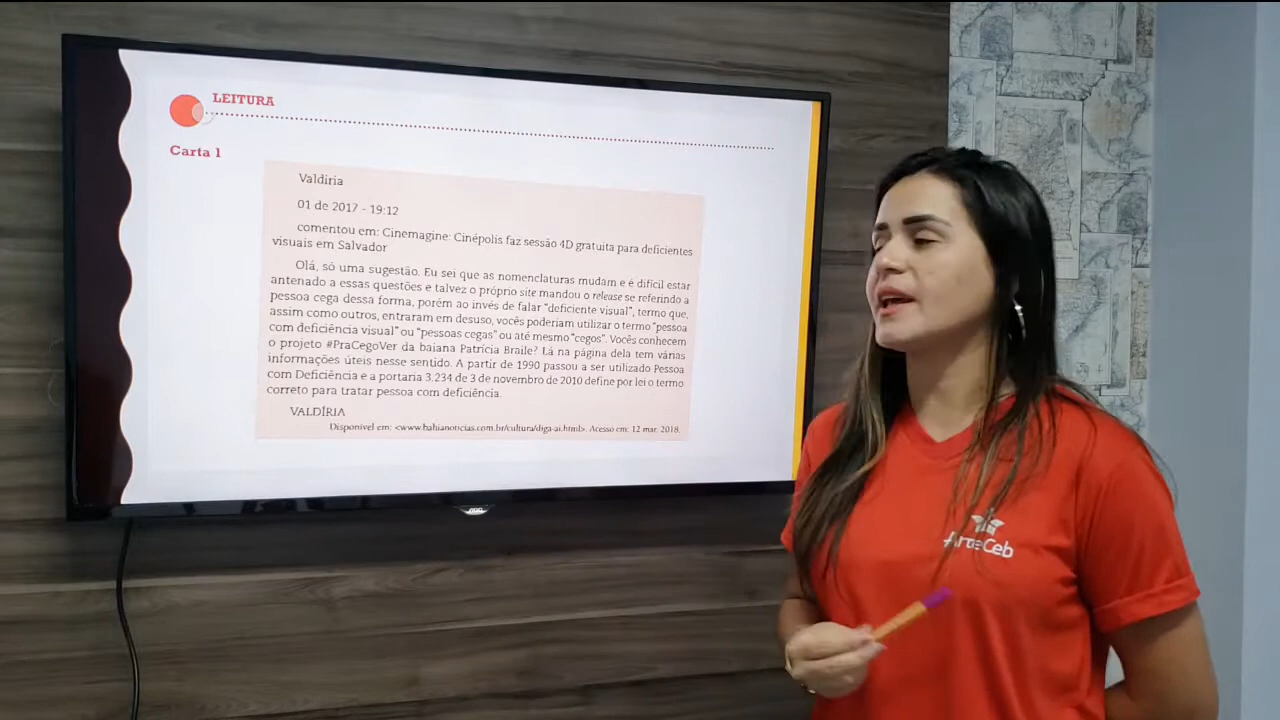 LEITURA
Carta 1
Valdiria
01 de 2017 - 19:12
comentou em: Cinemagine: Cinépolis faz sessão 4D gratuita para deficientes
visuais em Salvador
Olá, só uma sugestão. Eu sei que as nomenclaturas mudam e é difícil estar
antenado a essas questões e talvez o próprio site mandou o release se referindo a
pessoa cega dessa forma, porém ao invés de falar "deficiente visual", termo que,
assim como outros, entraram em desuso, vocês poderiam utilizar o termo "pessoa
com deficiência visual" ou "pessoas cegas" ou até mesmo "cegos". Vocês conhecem
o projeto #PraCegoVer da baiana Patrícia Braile? Lá na página dela tem várias
informações úteis nesse sentido. A partir de 1990 passou a ser utilizado Pessoa
com Deficiência e a portaria 3.234 de 3 de novembro de 2010 define por lei o termo
correto para tratar pessoa com deficiência.
VALDÍRIA
Disponível em: <www.bahianoticias.com.br/cultura/diga-ai.html>. Acesso em: 12 mar. 2018.
AOC
ArteCeb